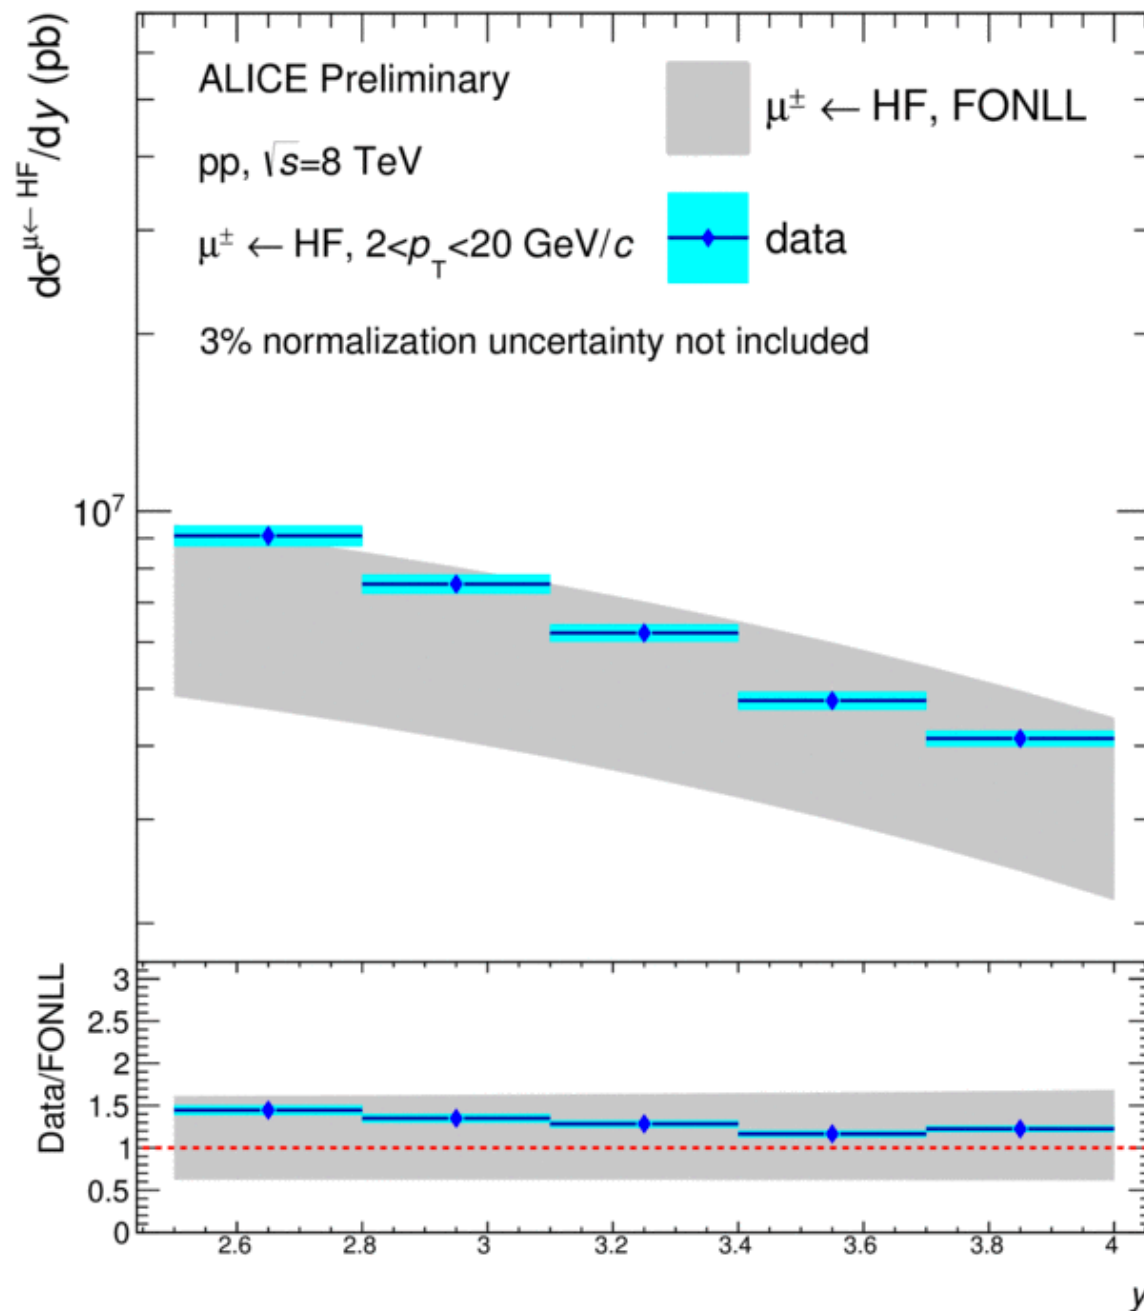 dσ^μ←HF/dy (pb)
ALICE Preliminary
pp, √s=8 TeV
μ± ← HF, 2<p_T<20 GeV/c
3% normalization uncertainty not included
μ± ← HF, FONLL
data
10^7
Data/FONLL
3
2.5
2
1.5
1
0.5
0
2.6 2.8 3 3.2 3.4 3.6 3.8 4
y